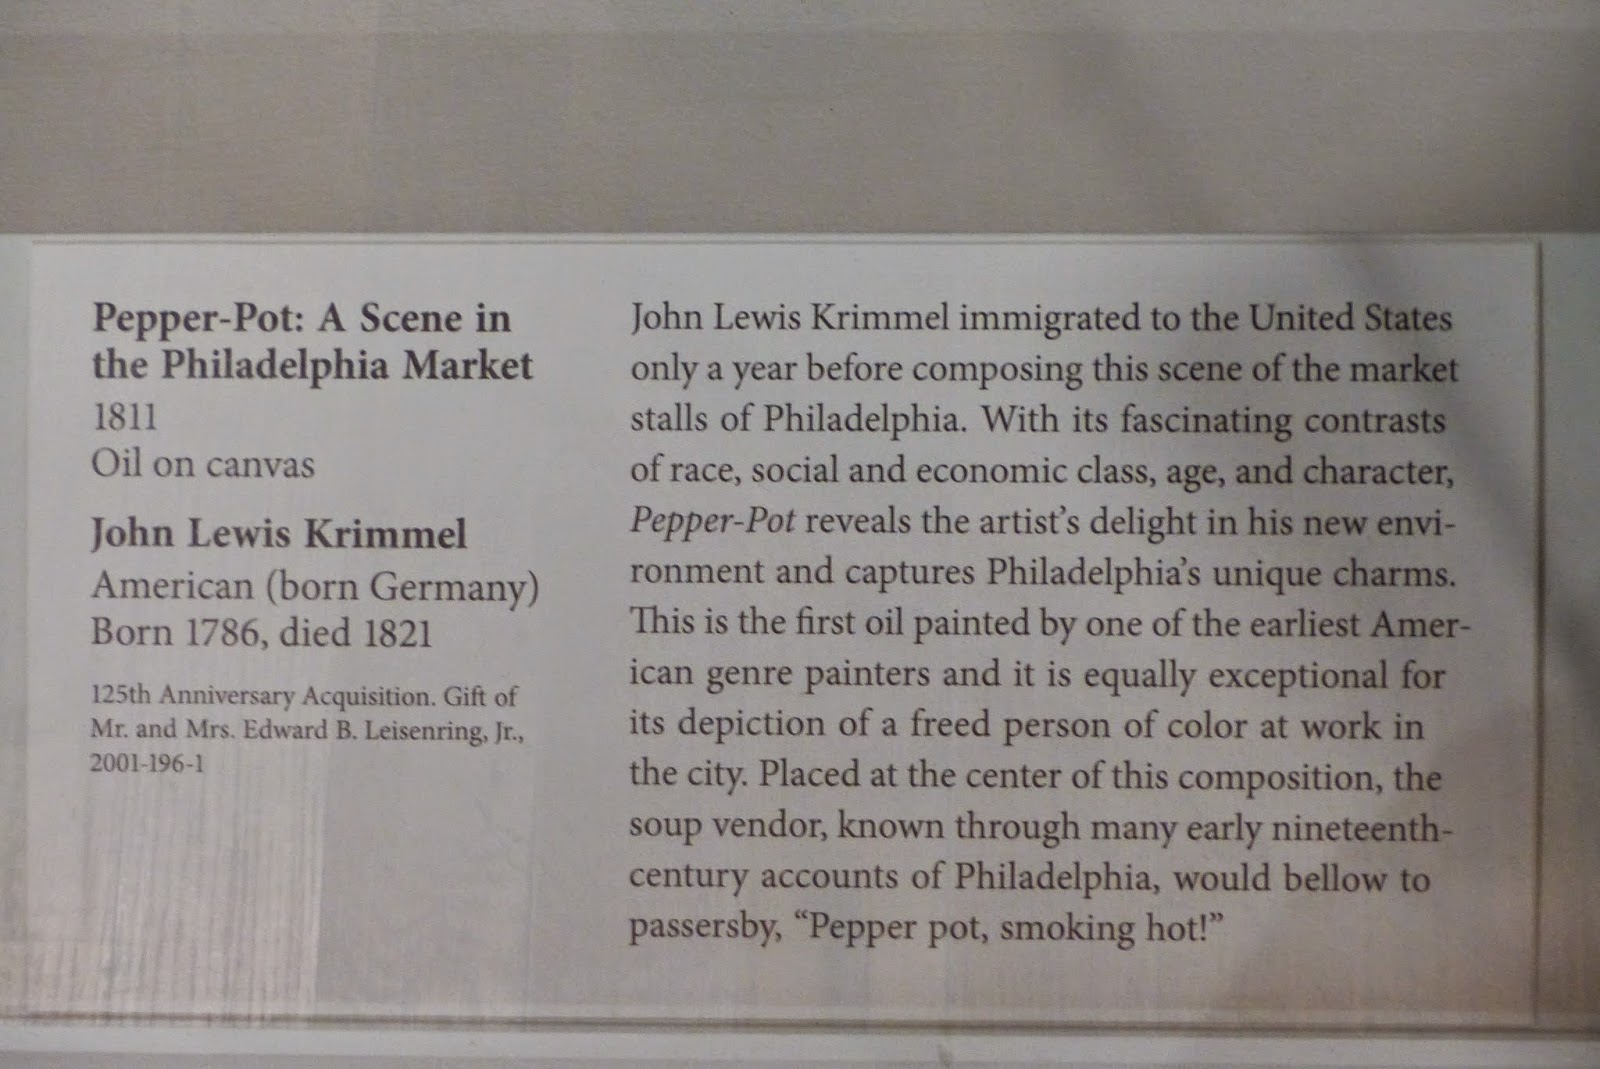 Pepper-Pot: A Scene in
the Philadelphia Market
1811
Oil on canvas
John Lewis Krimmel
American (born Germany)
Born 1786, died 1821
125th Anniversary Acquisition. Gift of
Mr. and Mrs. Edward B. Leisenring, Jr.,
2001-196-1
John Lewis Krimmel immigrated to the United States
only a year before composing this scene of the market
stalls of Philadelphia. With its fascinating contrasts
of race, social and economic class, age, and character,
Pepper-Pot reveals the artist’s delight in his new envi-
ronment and captures Philadelphia’s unique charms.
This is the first oil painted by one of the earliest Amer-
ican genre painters and it is equally exceptional for
its depiction of a freed person of color at work in
the city. Placed at the center of this composition, the
soup vendor, known through many early nineteenth-
century accounts of Philadelphia, would bellow to
passersby, “Pepper pot, smoking hot!”